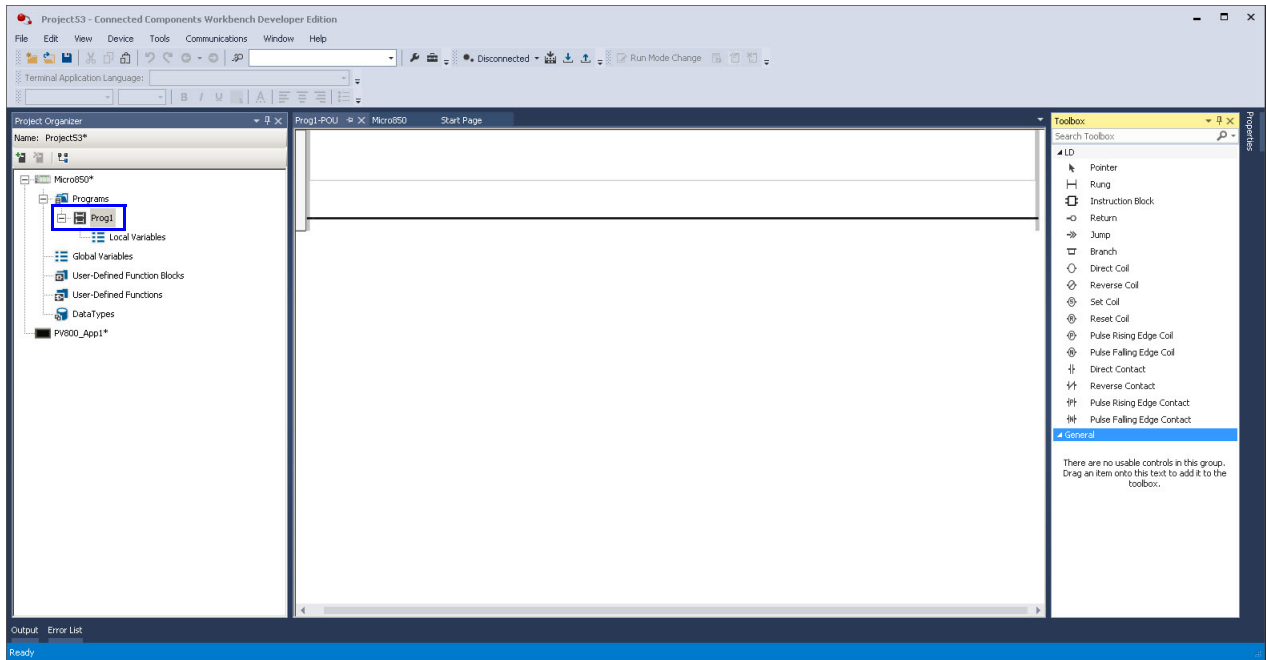 Project53 - Connected Components Workbench Developer Edition
File Edit View Device Tools Communications Window Help
Disconnected Run Mode Change
Terminal Application Language:
B I U A
Project Organizer
Prog1-POU Micro850 Start Page
Toolbox
Properties
Name: Project53*
Search Toolbox
LD
Micro850*
Programs
Prog1
Local Variables
Global Variables
User-Defined Function Blocks
User-Defined Functions
DataTypes
PV800_App1*
Pointer
Rung
Instruction Block
Return
Jump
Branch
Direct Coil
Reverse Coil
Set Coil
Reset Coil
Pulse Rising Edge Coil
Pulse Falling Edge Coil
Direct Contact
Reverse Contact
Pulse Rising Edge Contact
Pulse Falling Edge Contact
General
There are no usable controls in this group.
Drag an item onto this text to add it to the
toolbox.
Output Error List
Ready